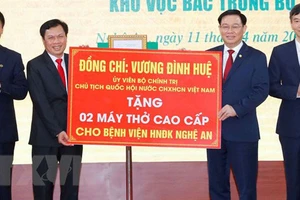 KHU VỰC BẮC TRUNG BỘ
ĐỒNG CHÍ: VƯƠNG ĐÌNH HUỆ
ỦY VIÊN BỘ CHÍNH TRỊ
CHỦ TỊCH QUỐC HỘI NƯỚC CHXHCN VIỆT NAM
TẶNG
02 MÁY THỞ CAO CẤP
CHO BỆNH VIỆN HNĐK NGHỆ AN